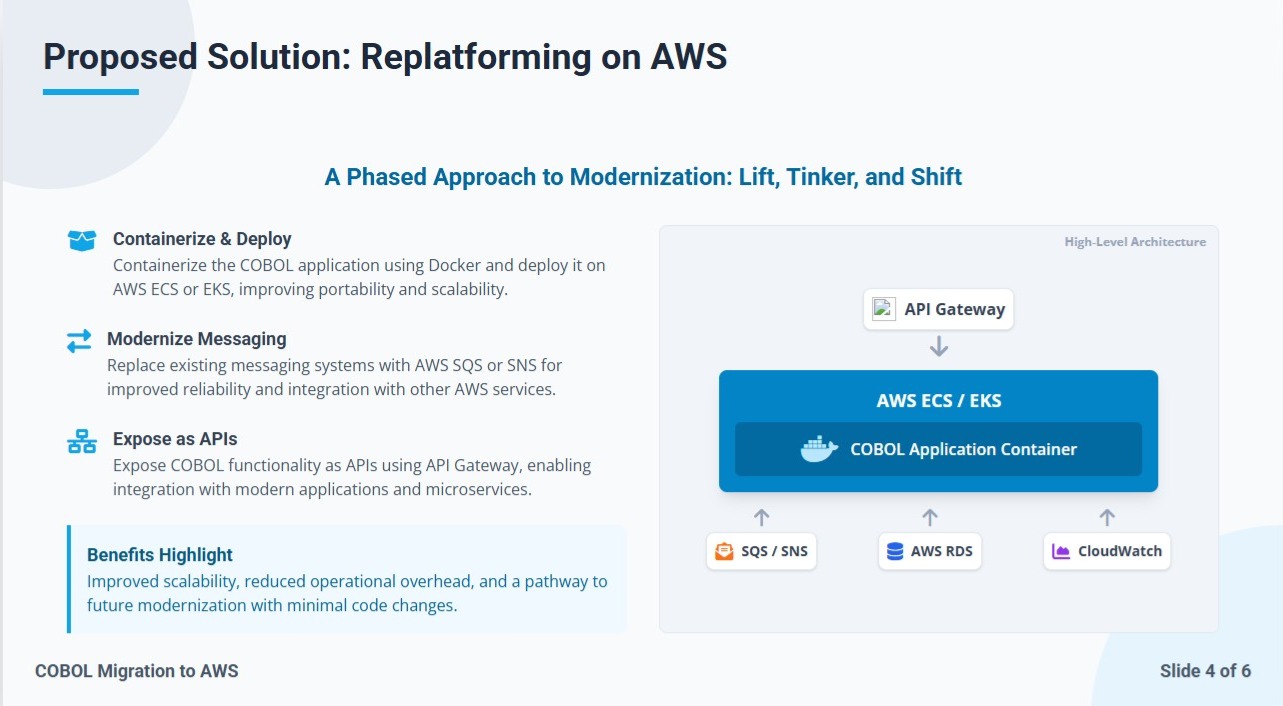 Proposed Solution: Replatforming on AWS
A Phased Approach to Modernization: Lift, Tinker, and Shift
Containerize & Deploy
Containerize the COBOL application using Docker and deploy it on
AWS ECS or EKS, improving portability and scalability.
Modernize Messaging
Replace existing messaging systems with AWS SQS or SNS for
improved reliability and integration with other AWS services.
Expose as APIs
Expose COBOL functionality as APIs using API Gateway, enabling
integration with modern applications and microservices.
Benefits Highlight
Improved scalability, reduced operational overhead, and a pathway to
future modernization with minimal code changes.
High-Level Architecture
API Gateway
AWS ECS / EKS
COBOL Application Container
SQS / SNS
AWS RDS
CloudWatch
COBOL Migration to AWS
Slide 4 of 6